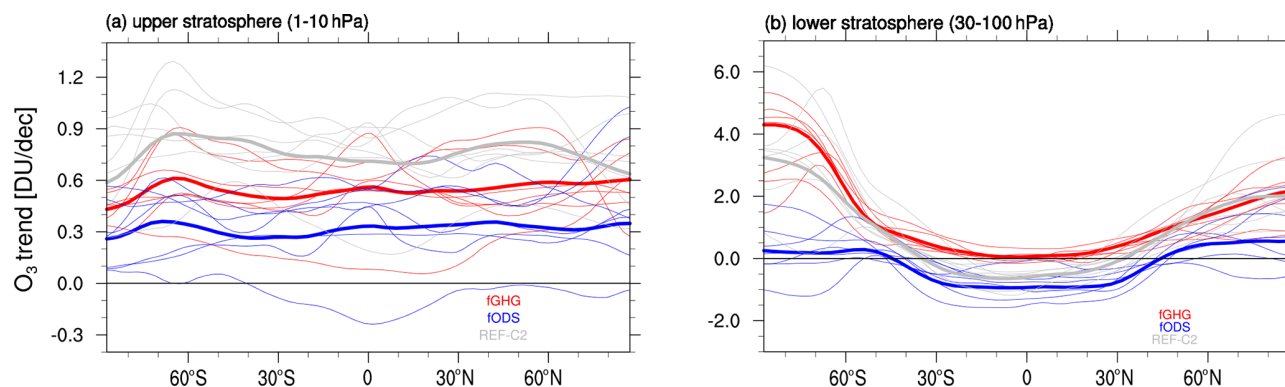 (a) upper stratosphere (1-10 hPa)
O3 trend [DU/dec]
1.2
0.9
0.6
0.3
0.0
-0.3
60°S
30°S
0
30°N
60°N
fGHG
fODS
REF-C2
(b) lower stratosphere (30-100 hPa)
6.0
4.0
2.0
0.0
-2.0
60°S
30°S
0
30°N
60°N
fGHG
fODS
REF-C2